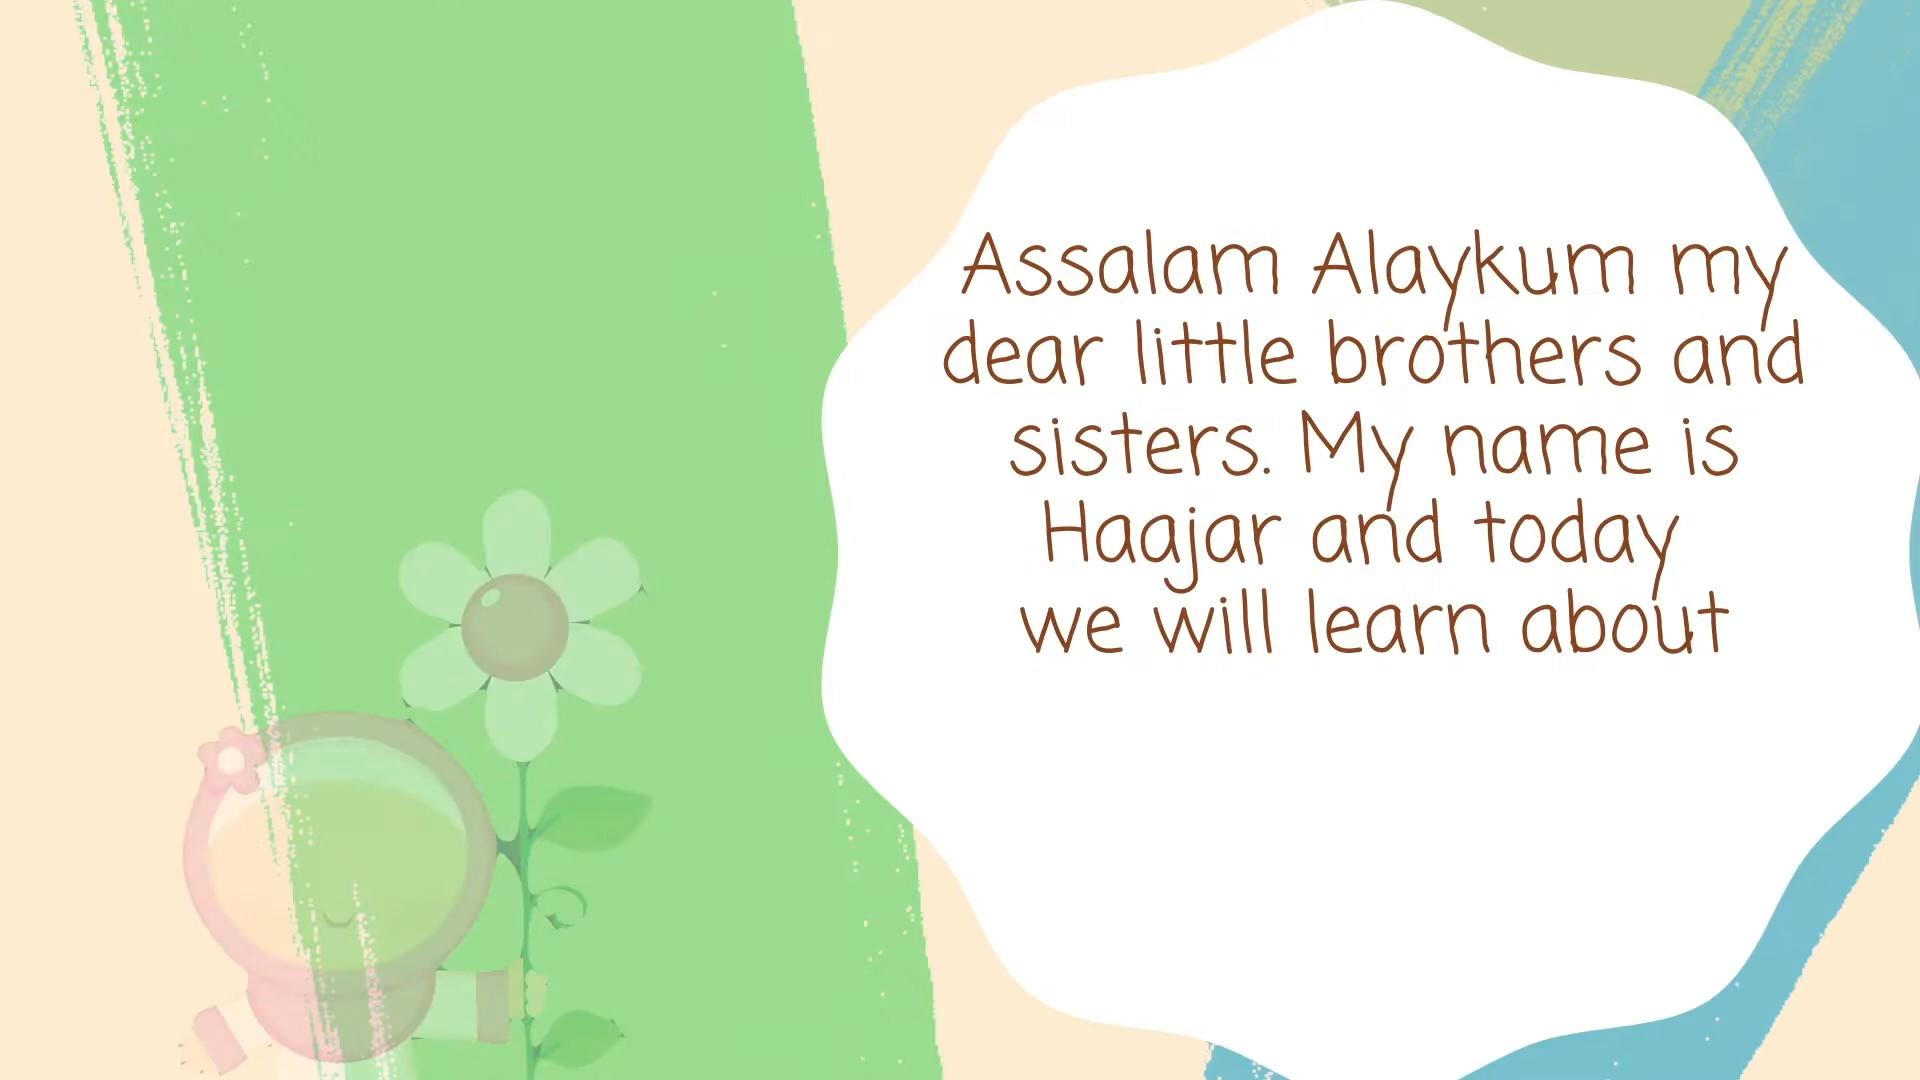 Assalam Alaykum my
dear little brothers and
sisters. My name is
Haajar and today
we will learn about